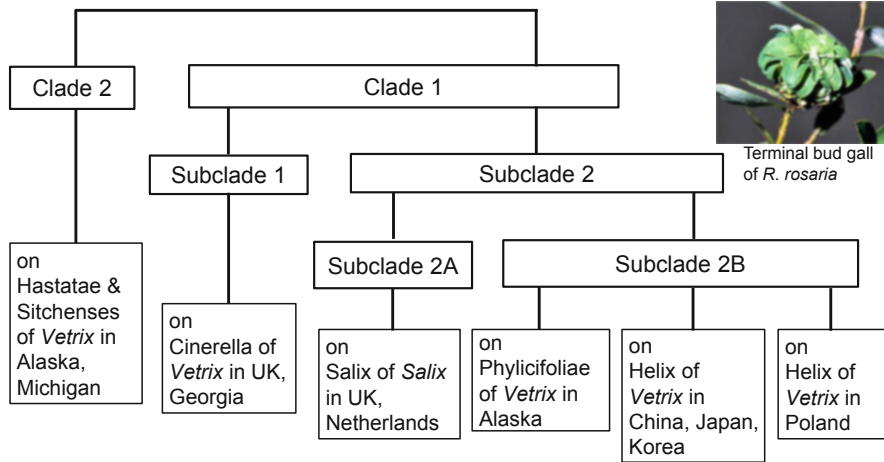 Clade 2
Clade 1
Terminal bud gall
of R. rosaria
Subclade 1
Subclade 2
Subclade 2A
Subclade 2B
on
Hastatae &
Sitchenses
of Vetrix in
Alaska,
Michigan
on
Cinerella of
Vetrix in UK,
Georgia
on
Salix of Salix
in UK,
Netherlands
on
Phylicifoliae
of Vetrix in
Alaska
on
Helix of
Vetrix in
China, Japan,
Korea
on
Helix of
Vetrix in
Poland